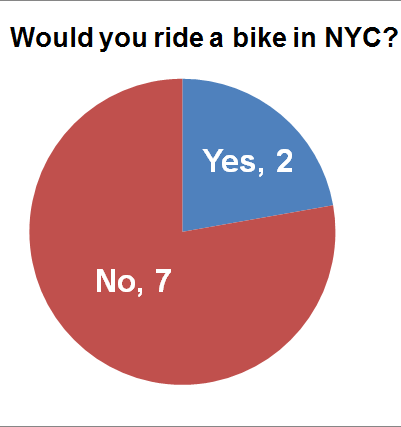 Would you ride a bike in NYC?
Yes, 2
No, 7